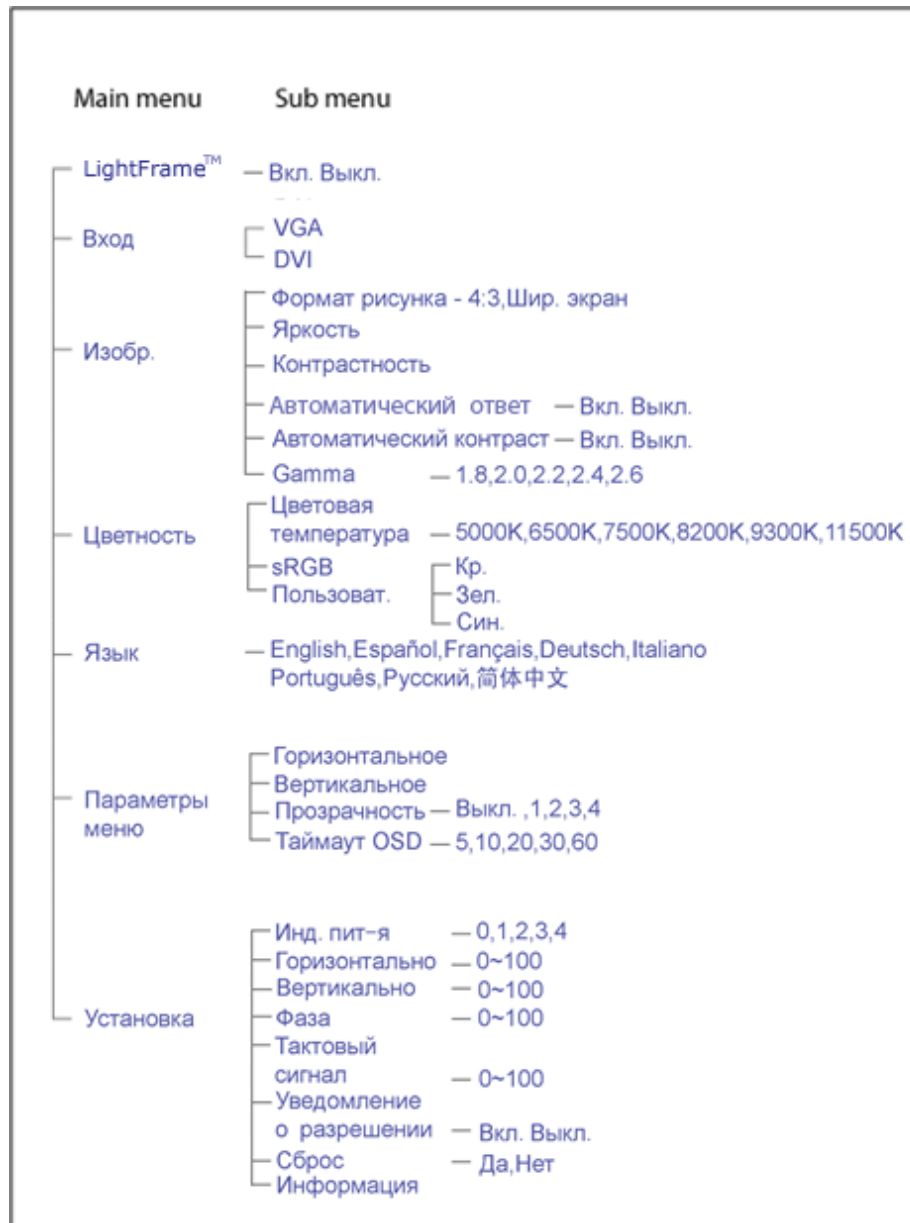 Main menu Sub menu
LightFrame™ Вкл. Выкл.
Вход VGA
DVI
Изобр. Формат рисунка - 4:3,Шир. экран
Яркость
Контрастность
Автоматический ответ Вкл. Выкл.
Автоматический контраст Вкл. Выкл.
Gamma 1.8,2.0,2.2,2.4,2.6
Цветность Цветовая
температура 5000K,6500K,7500K,8200K,9300K,11500K
sRGB
Пользоват. Кр.
Зел.
Син.
Язык English,Español,Français,Deutsch,Italiano
Português,Русский,简体中文
Параметры
меню
Горизонтальное
Вертикальное
Прозрачность Выкл. ,1,2,3,4
Таймаут OSD 5,10,20,30,60
Установка
Инд. пит-я 0,1,2,3,4
Горизонтально 0~100
Вертикально 0~100
Фаза 0~100
Тактовый
сигнал 0~100
Уведомление
о разрешении Вкл. Выкл.
Сброс Да,Нет
Информация